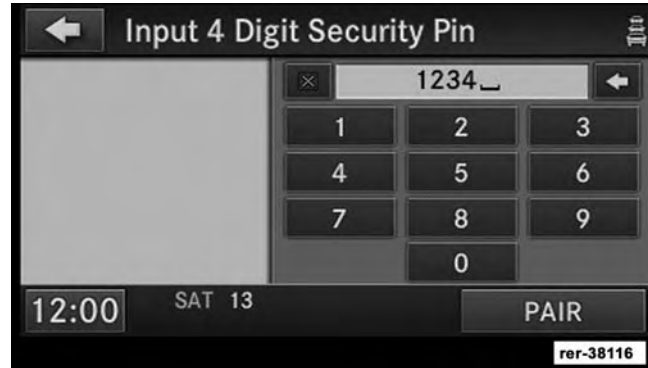 Input 4 Digit Security Pin
1234_
1 2 3
4 5 6
7 8 9
0
12:00 SAT 13 PAIR
rer-38116